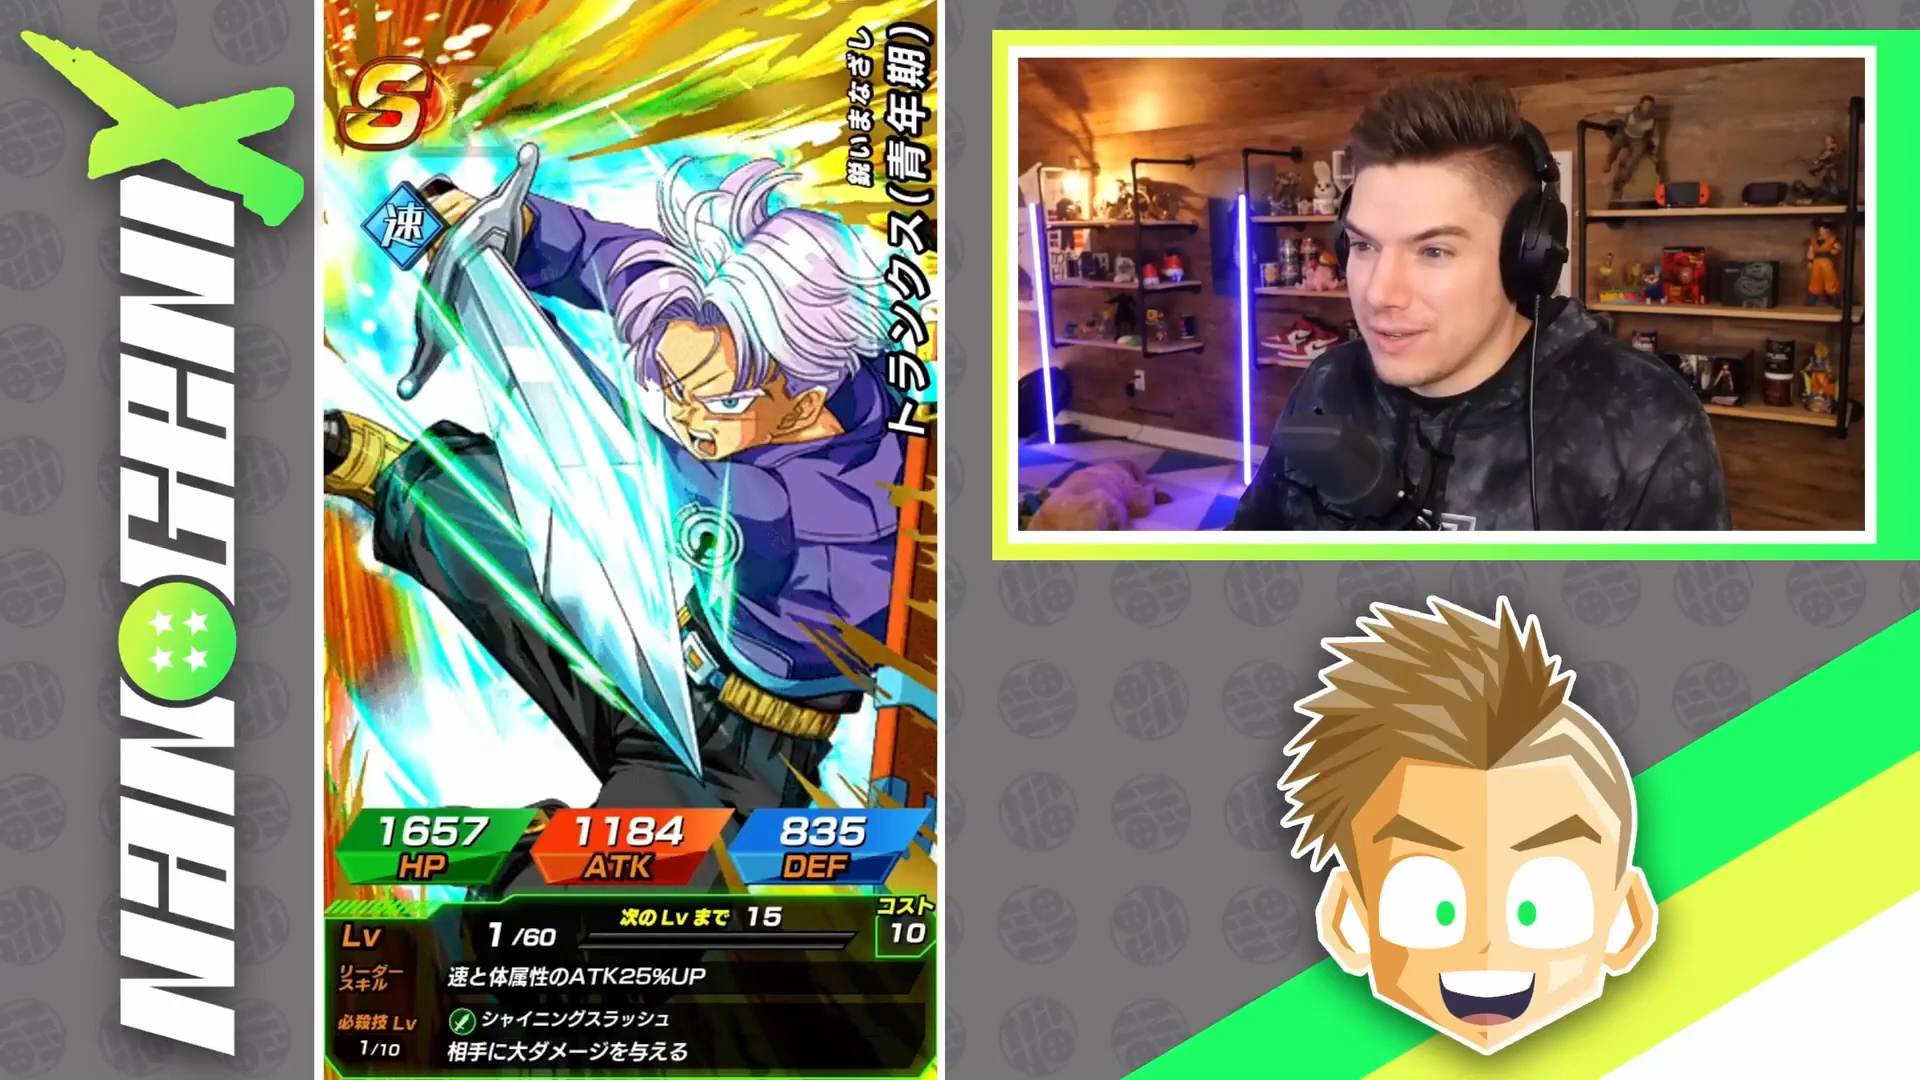 NANOGENIX
S
速
鋭いまなざし
トランクス(青年期)
1657
HP
1184
ATK
835
DEF
Lv
1/60
次のLvまで 15
コスト
10
リーダー
スキル
速と体属性のATK25%UP
必殺技 Lv
1/10
シャイニングスラッシュ
相手に大ダメージを与える